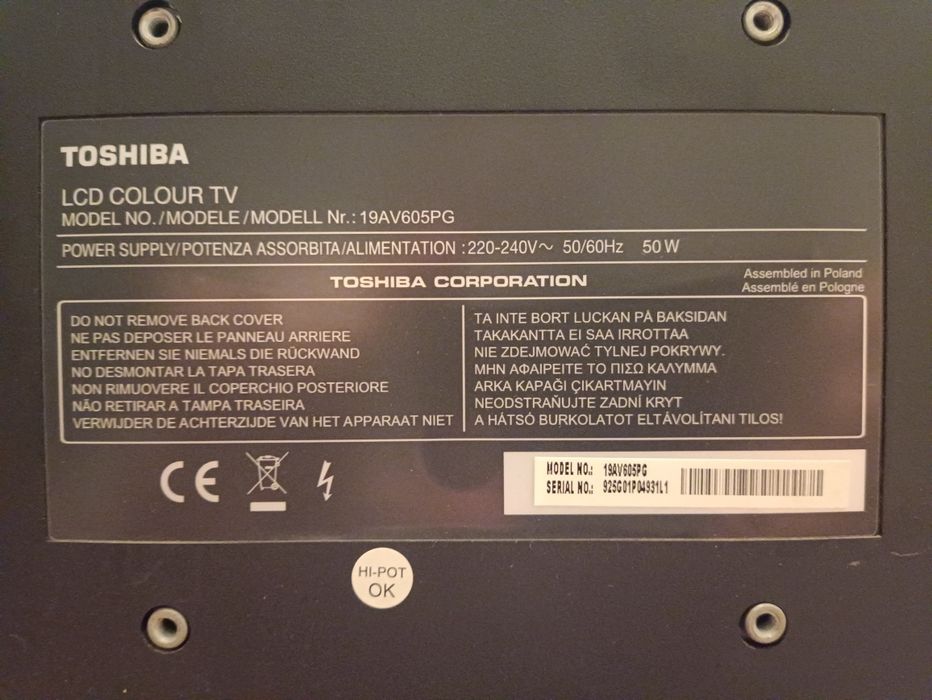 TOSHIBA
LCD COLOUR TV
MODEL NO./MODELE/MODELL Nr.: 19AV605PG
POWER SUPPLY/POTENZA ASSORBITA/ALIMENTATION : 220-240V~ 50/60Hz 50 W
TOSHIBA CORPORATION
Assembled in Poland
Assemblé en Pologne
DO NOT REMOVE BACK COVER
NE PAS DEPOSER LE PANNEAU ARRIERE
ENTFERNEN SIE NIEMALS DIE RÜCKWAND
NO DESMONTAR LA TAPA TRASERA
NON RIMUOVERE IL COPERCHIO POSTERIORE
NÃO RETIRAR A TAMPA TRASEIRA
VERWIJDER DE ACHTERZIJDE VAN HET APPARAAT NIET
TA INTE BORT LUCKAN PÅ BAKSIDAN
TAKAKANTTA EI SAA IRROTTAA
NIE ZDEJMOWAĆ TYLNEJ POKRYWY.
ΜΗΝ ΑΦΑΙΡΕΙΤΕ ΤΟ ΠΙΣΩ ΚΑΛΥΜΜΑ
ARKA KAPAĞI ÇIKARTMAYIN
NEODSTRAŇUJTE ZADNÍ KRYT
A HÁTSÓ BURKOLATOT ELTÁVOLÍTANI TILOS!
CE
MODEL NO.: 19AV605PG
SERIAL NO.: 925G01P04931L1
HI-POT
OK